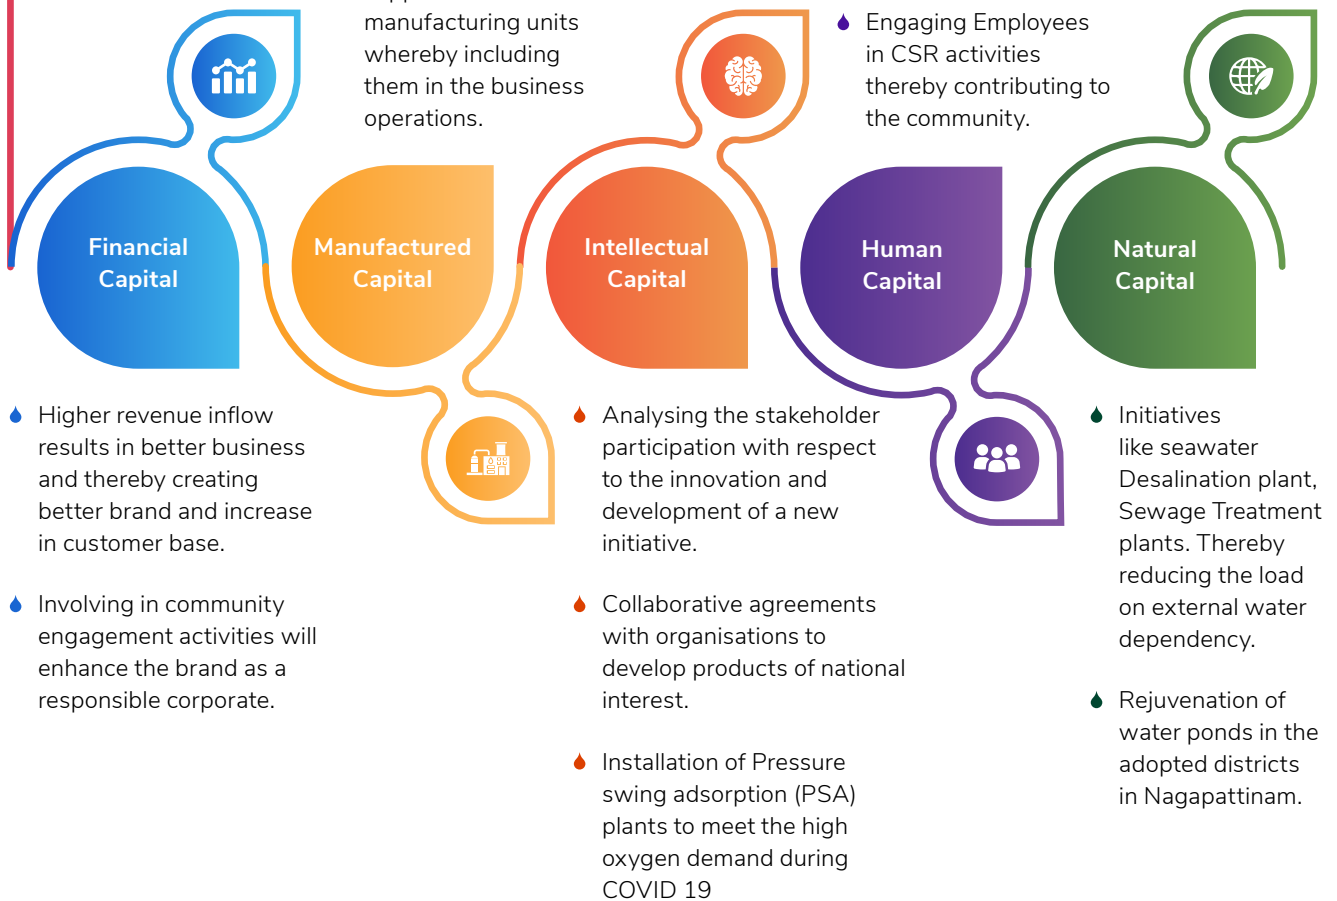 manufacturing units
whereby including
them in the business
operations.
Engaging Employees
in CSR activities
thereby contributing to
the community.
Financial
Capital
Manufactured
Capital
Intellectual
Capital
Human
Capital
Natural
Capital
Higher revenue inflow
results in better business
and thereby creating
better brand and increase
in customer base.
Involving in community
engagement activities will
enhance the brand as a
responsible corporate.
Analysing the stakeholder
participation with respect
to the innovation and
development of a new
initiative.
Collaborative agreements
with organisations to
develop products of national
interest.
Installation of Pressure
swing adsorption (PSA)
plants to meet the high
oxygen demand during
COVID 19
Initiatives
like seawater
Desalination plant,
Sewage Treatment
plants. Thereby
reducing the load
on external water
dependency.
Rejuvenation of
water ponds in the
adopted districts
in Nagapattinam.